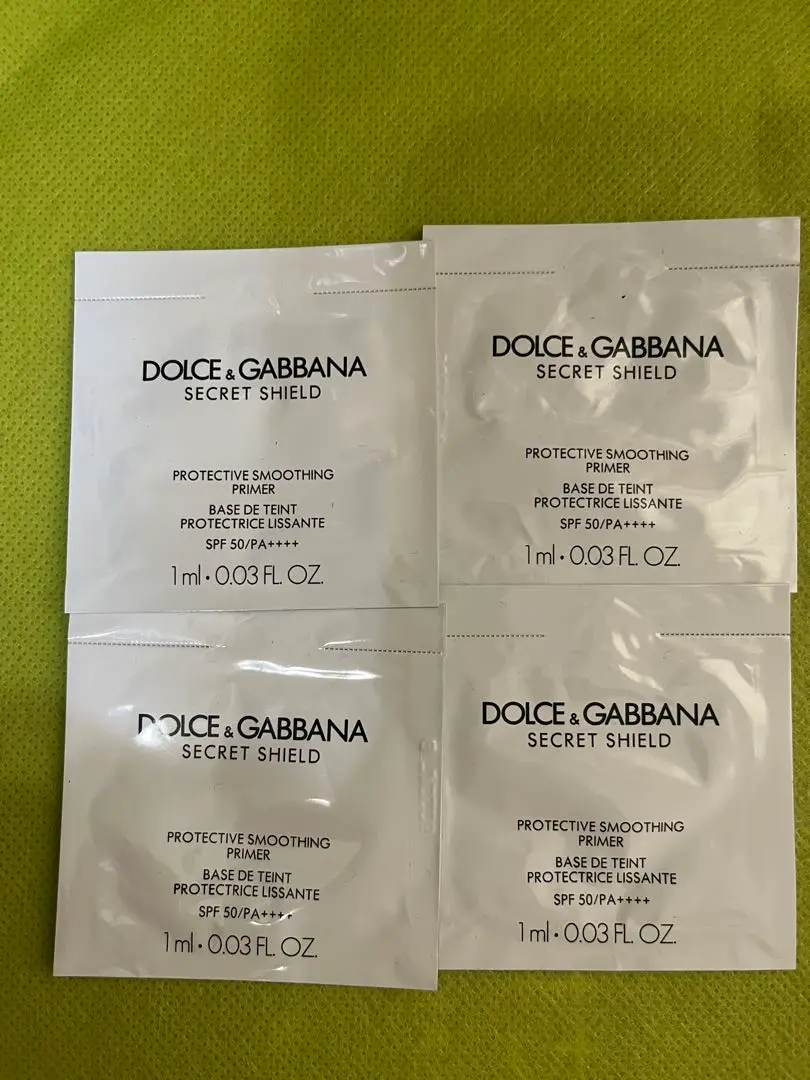 DOLCE & GABBANA
SECRET SHIELD
PROTECTIVE SMOOTHING
PRIMER
BASE DE TEINT
PROTECTRICE LISSANTE
SPF 50/PA++++
1 ml • 0.03 FL. OZ.
DOLCE & GABBANA
SECRET SHIELD
PROTECTIVE SMOOTHING
PRIMER
BASE DE TEINT
PROTECTRICE LISSANTE
SPF 50/PA++++
1 ml • 0.03 FL. OZ.
DOLCE & GABBANA
SECRET SHIELD
PROTECTIVE SMOOTHING
PRIMER
BASE DE TEINT
PROTECTRICE LISSANTE
SPF 50/PA++++
1 ml • 0.03 FL. OZ.
DOLCE & GABBANA
SECRET SHIELD
PROTECTIVE SMOOTHING
PRIMER
BASE DE TEINT
PROTECTRICE LISSANTE
SPF 50/PA++++
1 ml • 0.03 FL. OZ.